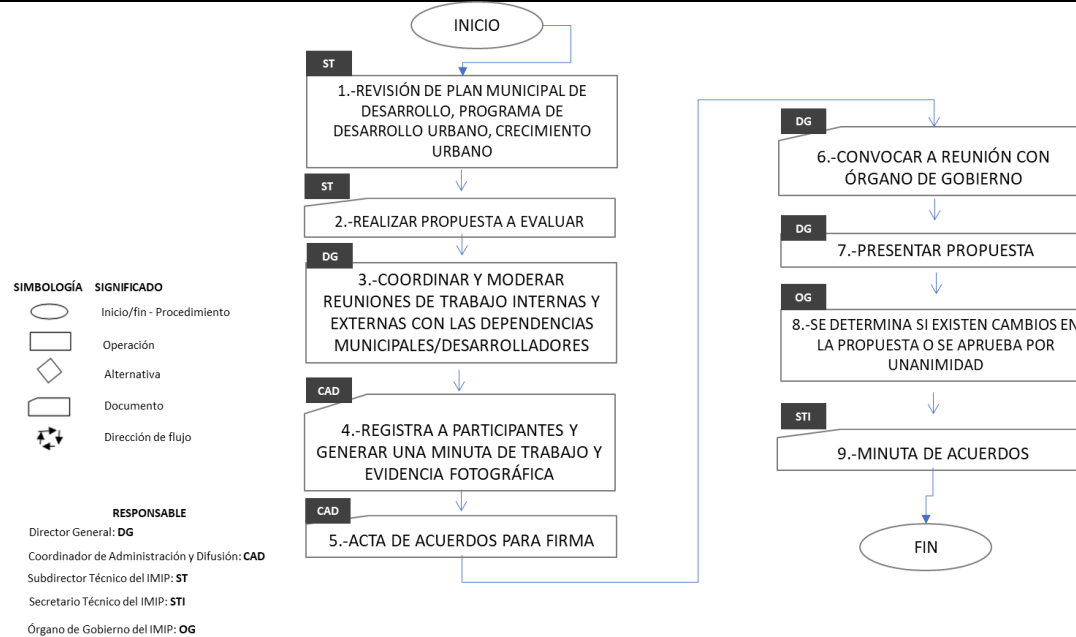 INICIO
ST
1.-REVISIÓN DE PLAN MUNICIPAL DE
DESARROLLO, PROGRAMA DE
DESARROLLO URBANO, CRECIMIENTO
URBANO
ST
2.-REALIZAR PROPUESTA A EVALUAR
DG
3.-COORDINAR Y MODERAR
REUNIONES DE TRABAJO INTERNAS Y
EXTERNAS CON LAS DEPENDENCIAS
MUNICIPALES/DESARROLLADORES
CAD
4.-REGISTRA A PARTICIPANTES Y
GENERAR UNA MINUTA DE TRABAJO Y
EVIDENCIA FOTOGRÁFICA
CAD
5.-ACTA DE ACUERDOS PARA FIRMA
DG
6.-CONVOCAR A REUNIÓN CON
ÓRGANO DE GOBIERNO
DG
7.-PRESENTAR PROPUESTA
OG
8.-SE DETERMINA SI EXISTEN CAMBIOS EN
LA PROPUESTA O SE APRUEBA POR
UNANIMIDAD
STI
9.-MINUTA DE ACUERDOS
FIN
SIMBOLOGÍA SIGNIFICADO
Inicio/fin - Procedimiento
Operación
Alternativa
Documento
Dirección de flujo
RESPONSABLE
Director General: DG
Coordinador de Administración y Difusión: CAD
Subdirector Técnico del IMIP: ST
Secretario Técnico del IMIP: STI
Órgano de Gobierno del IMIP: OG